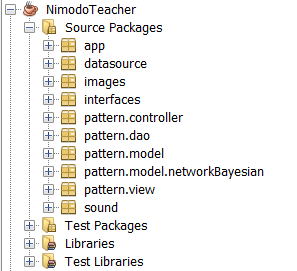 NimodoTeacher
Source Packages
app
datasource
images
interfaces
pattern.controller
pattern.dao
pattern.model
pattern.model.networkBayesian
pattern.view
sound
Test Packages
Libraries
Test Libraries